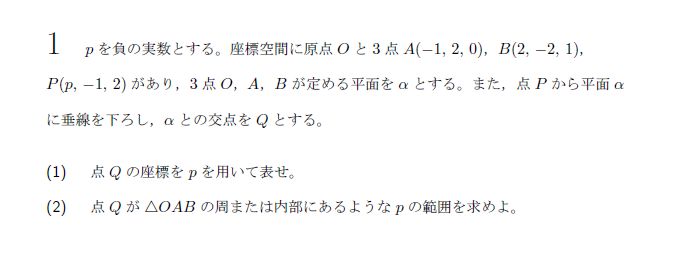 1 pを負の実数とする。座標空間に原点 O と 3 点 A(−1, 2, 0), B(2, −2, 1),
P(p, −1, 2) があり,3 点 O, A, B が定める平面を α とする。また,点 P から平面 α
に垂線を下ろし,α との交点を Q とする。
(1) 点 Q の座標を p を用いて表せ。
(2) 点 Q が △OAB の周または内部にあるような p の範囲を求めよ。